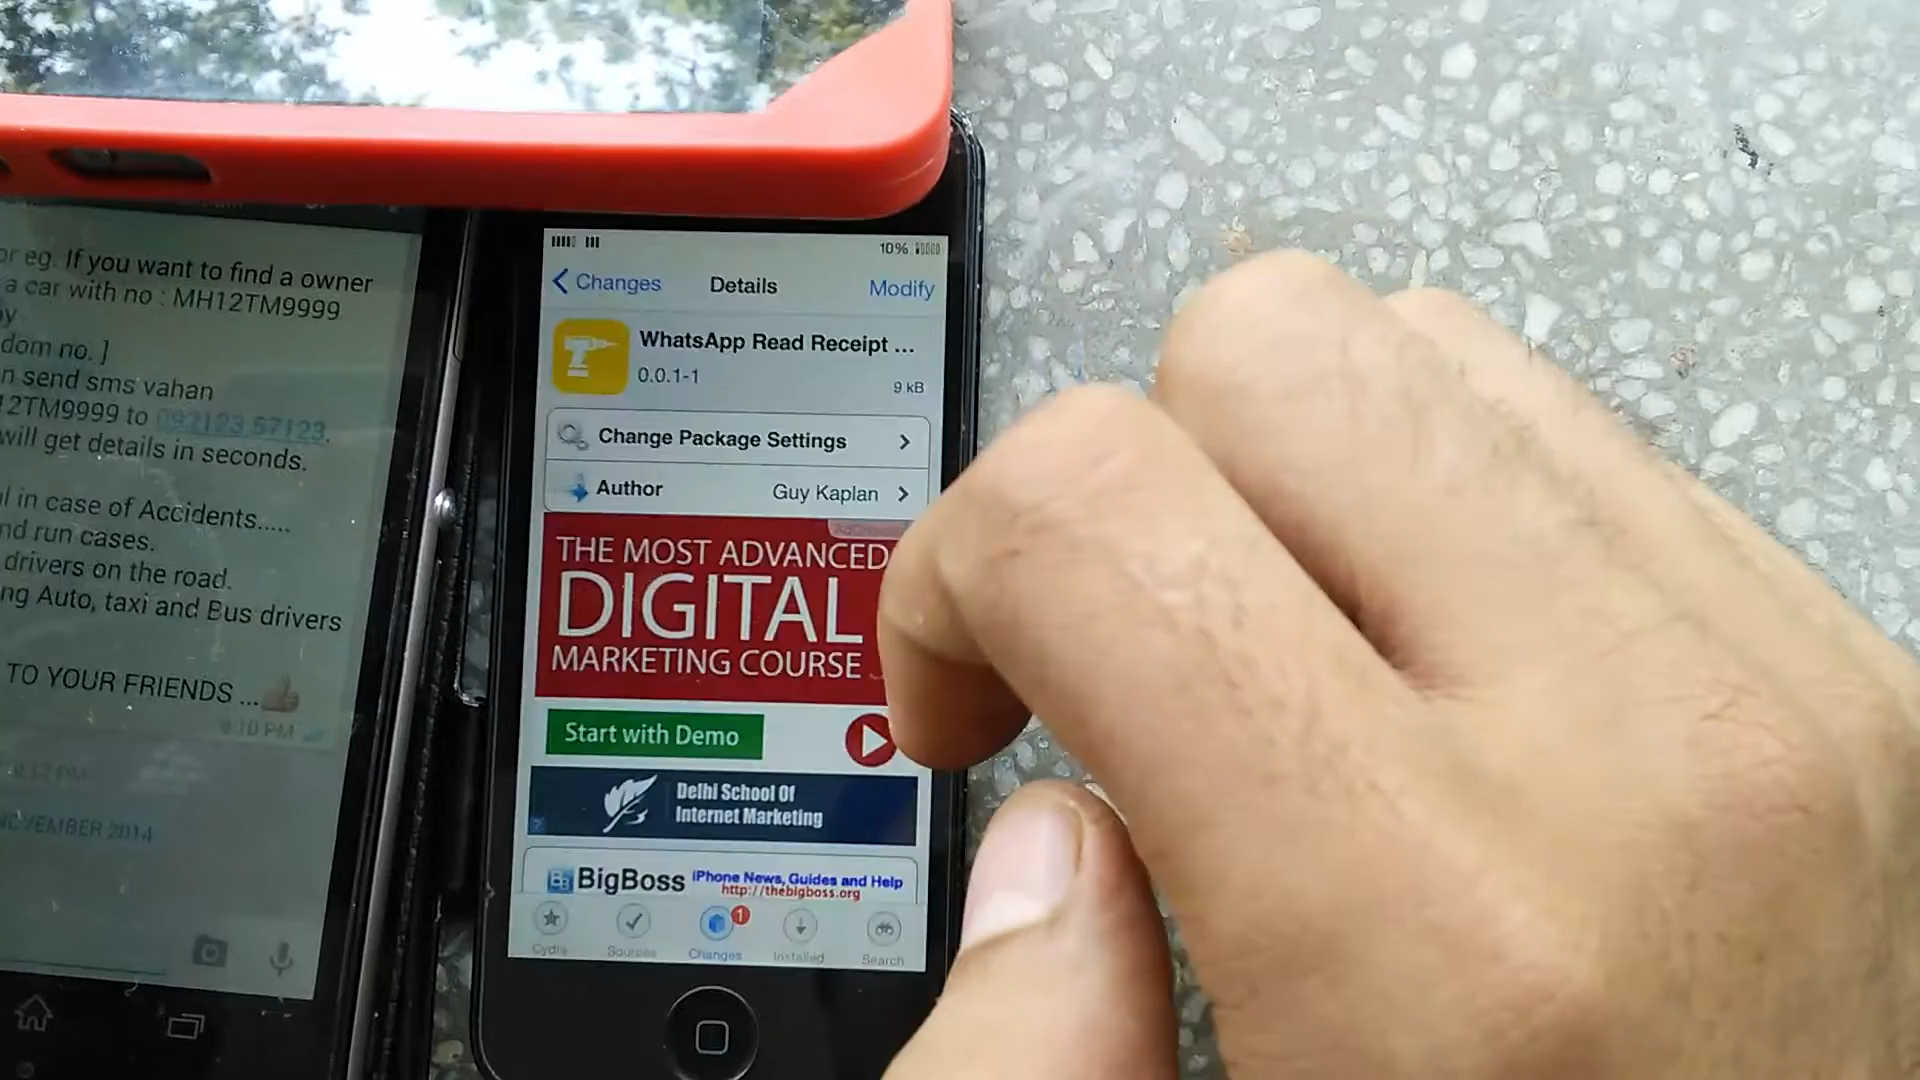 or eg. If you want to find a owner
a car with no : MH12TM9999
dom no. ]
n send sms vahan
12TM9999 to 092123 57123.
will get details in seconds.
l in case of Accidents.....
nd run cases.
drivers on the road.
ng Auto, taxi and Bus drivers
TO YOUR FRIENDS ...
9:10 PM
NOVEMBER 2014
10%
Changes
Details
Modify
WhatsApp Read Receipt ...
0.0.1-1
9 kB
Change Package Settings
Author
Guy Kaplan
THE MOST ADVANCED
DIGITAL
MARKETING COURSE
Start with Demo
Delhi School Of
Internet Marketing
BigBoss
iPhone News, Guides and Help
http://thebigboss.org
1
Cydia
Sources
Changes
Installed
Search